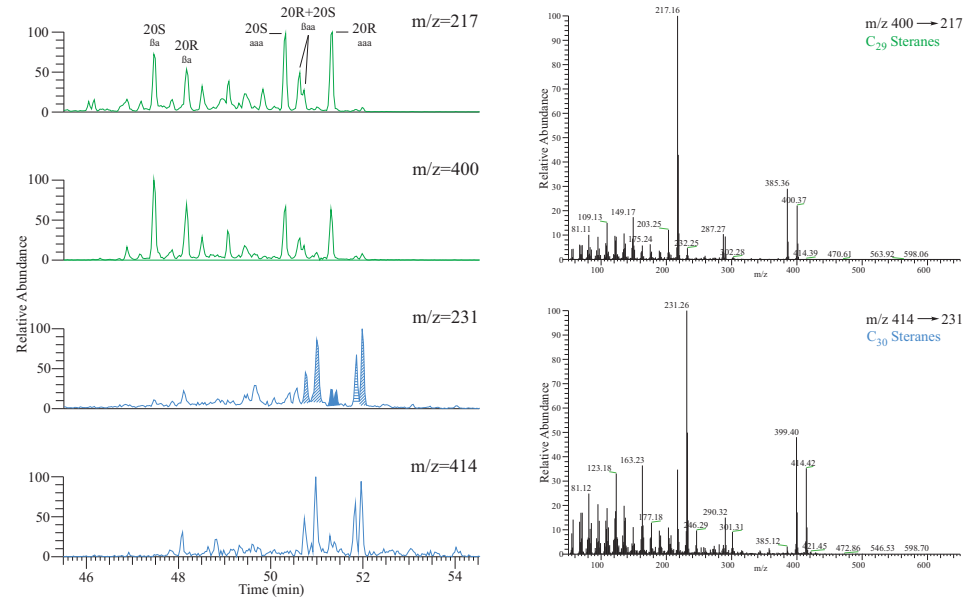 m/z=217
20S
ßa
20R
ßa
20S
aaa
20R+20S
ßaa
20R
aaa
100
50
0
m/z=400
100
50
0
m/z=231
100
50
0
m/z=414
100
50
0
Relative Abundance
46 48 50 52 54
Time (min)
m/z 400 → 217
C29 Steranes
217.16
385.36
400.37
109.13
149.17
81.11
203.25
287.27
175.24
232.25
302.28
414.39
470.61
563.92
598.06
100
90
80
70
60
50
40
30
20
10
0
Relative Abundance
100 200 300 400 500 600
m/z
m/z 414 → 231
C30 Steranes
231.26
399.40
414.42
163.23
123.18
81.12
290.32
177.18
246.29
301.31
385.12
421.45
472.86
546.53
598.70
100
90
80
70
60
50
40
30
20
10
0
Relative Abundance
100 200 300 400 500 600
m/z